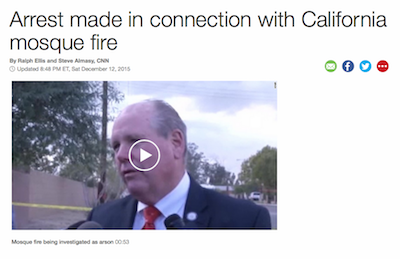 Arrest made in connection with California
mosque fire
By Ralph Ellis and Steve Almasy, CNN
Updated 8:48 PM ET, Sat December 12, 2015
Mosque fire being investigated as arson 00:53